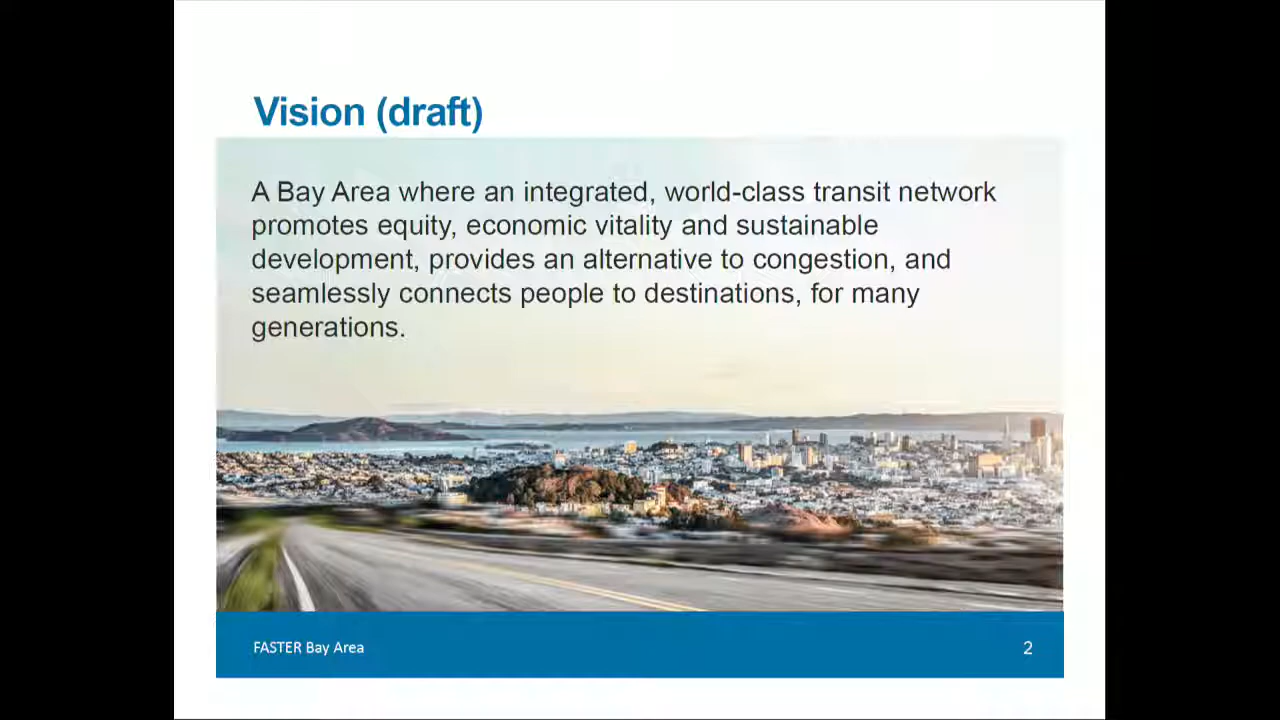 Vision (draft)
A Bay Area where an integrated, world-class transit network
promotes equity, economic vitality and sustainable
development, provides an alternative to congestion, and
seamlessly connects people to destinations, for many
generations.
FASTER Bay Area
2